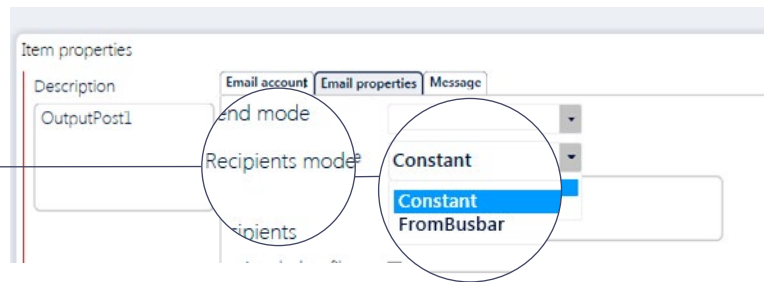 Item properties
Description
Email account Email properties Message
OutputPost1
end mode
Recipients mode Constant
Constant
cipients FromBusbar